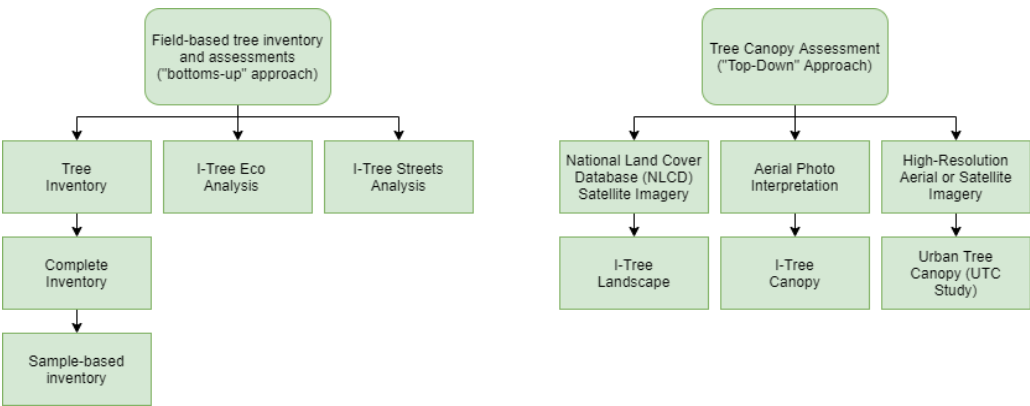 Field-based tree inventory
and assessments
("bottoms-up" approach)
Tree
Inventory
I-Tree Eco
Analysis
I-Tree Streets
Analysis
Complete
Inventory
Sample-based
inventory
Tree Canopy Assessment
("Top-Down" Approach)
National Land Cover
Database (NLCD)
Satellite Imagery
Aerial Photo
Interpretation
High-Resolution
Aerial or Satellite
Imagery
I-Tree
Landscape
I-Tree
Canopy
Urban Tree
Canopy (UTC
Study)